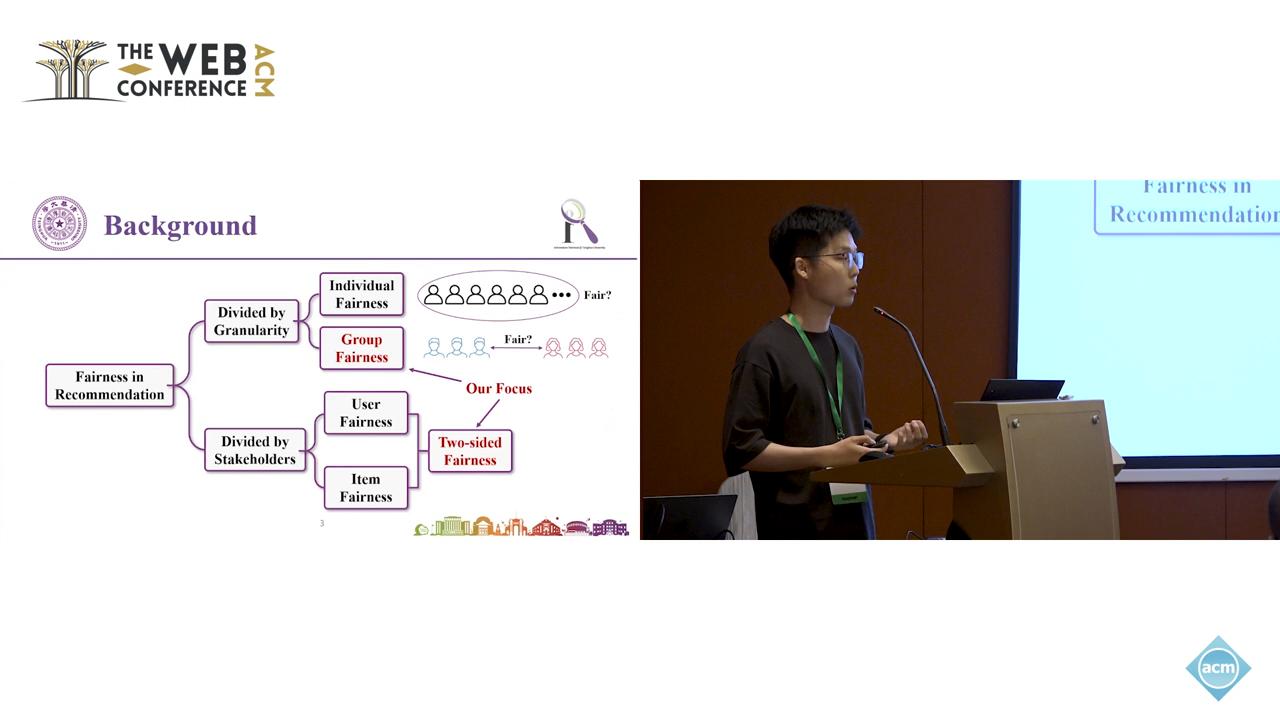 THE WEB
CONFERENCE
ACM
Background
Individual
Fairness
Fair?
Divided by
Granularity
Group
Fairness
Fair?
Fairness in
Recommendation
Our Focus
User
Fairness
Divided by
Stakeholders
Two-sided
Fairness
Item
Fairness
3
Fairness in
Recommendation
acm